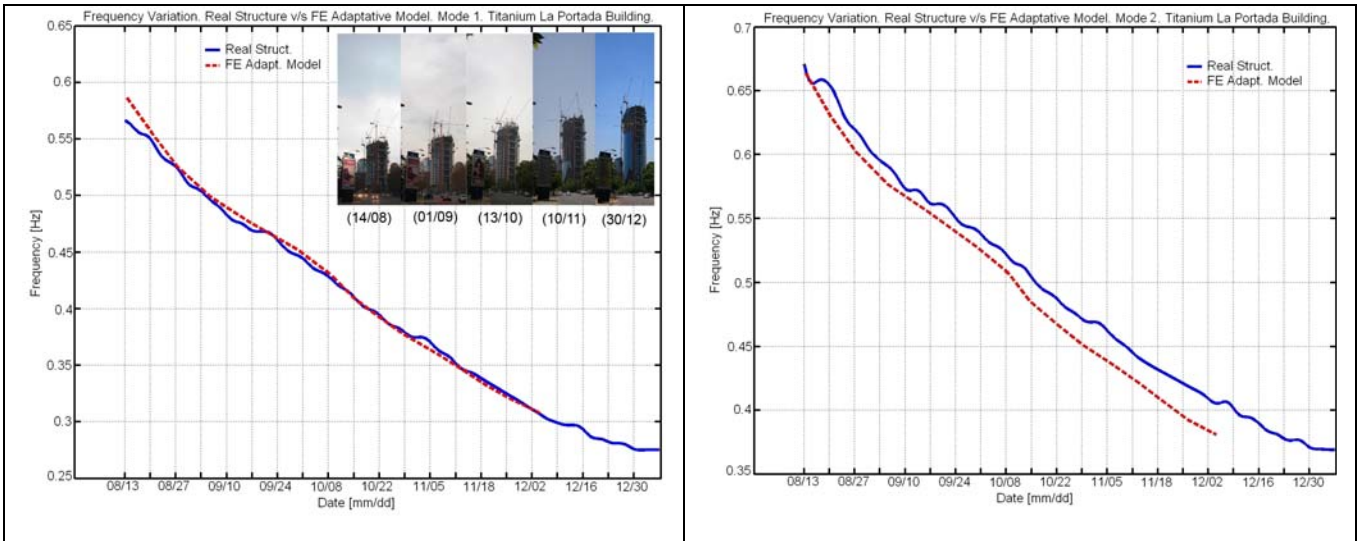 Frequency Variation. Real Structure v/s FE Adaptative Model. Mode 1. Titanium La Portada Building.
0.65
0.6
0.55
0.5
0.45
0.4
0.35
0.3
0.25
Frequency [Hz]
Real Struct.
FE Adapt. Model
(14/08) (01/09) (13/10) (10/11) (30/12)
08/13 08/27 09/10 09/24 10/08 10/22 11/05 11/18 12/02 12/16 12/30
Date [mm/dd]
Frequency Variation. Real Structure v/s FE Adaptative Model. Mode 2. Titanium La Portada Building.
0.7
0.65
0.6
0.55
0.5
0.45
0.4
0.35
Frequency [Hz]
Real Struct.
FE Adapt. Model
08/13 08/27 09/10 09/24 10/08 10/22 11/05 11/18 12/02 12/16 12/30
Date [mm/dd]